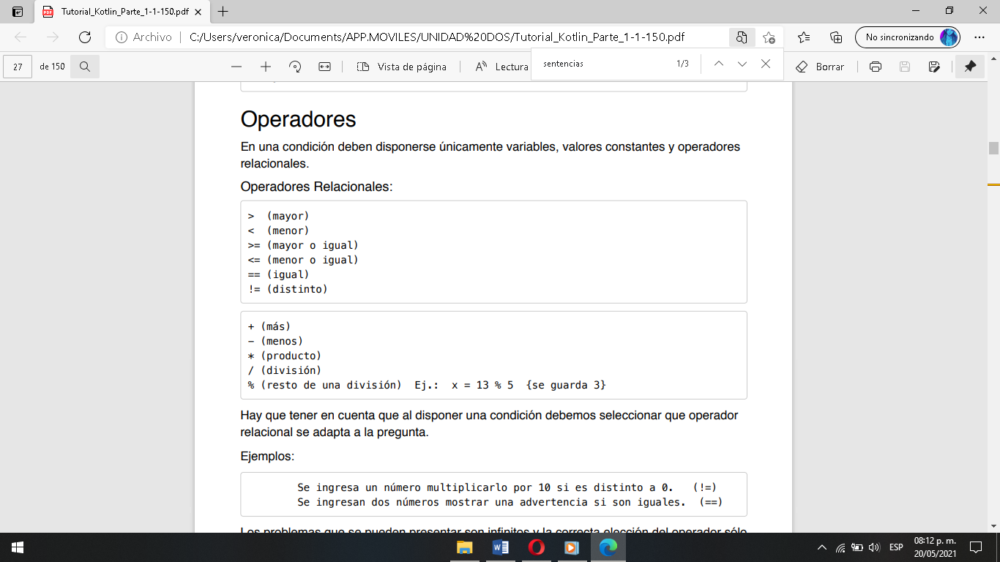 Tutorial_Kotlin_Parte_1-1-150.pdf
Archivo C:/Users/veronica/Documents/APP.MOVILES/UNIDAD%20DOS/Tutorial_Kotlin_Parte_1-1-150.pdf No sincronizando
27 de 150 Vista de página Lectura sentencias 1/3 Borrar
Operadores
En una condición deben disponerse únicamente variables, valores constantes y operadores
relacionales.
Operadores Relacionales:
> (mayor)
< (menor)
>= (mayor o igual)
<= (menor o igual)
== (igual)
!= (distinto)
+ (más)
- (menos)
* (producto)
/ (división)
% (resto de una división) Ej.: x = 13 % 5 {se guarda 3}
Hay que tener en cuenta que al disponer una condición debemos seleccionar que operador
relacional se adapta a la pregunta.
Ejemplos:
Se ingresa un número multiplicarlo por 10 si es distinto a 0. (!=)
Se ingresan dos números mostrar una advertencia si son iguales. (==)
Los problemas que se pueden presentar son infinitos y la correcta elección del operador sólo
ESP
08:12 p. m.
20/05/2021